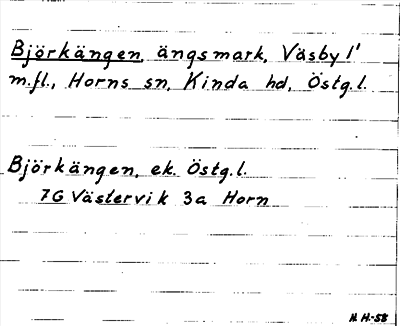 Björkängen, ängsmark, Väsby 1'
m.fl., Horns sn, Kinda hd, Östg.l.
Björkängen, ek. Östg.l.
7G Västervik 3a Horn
H.H-58